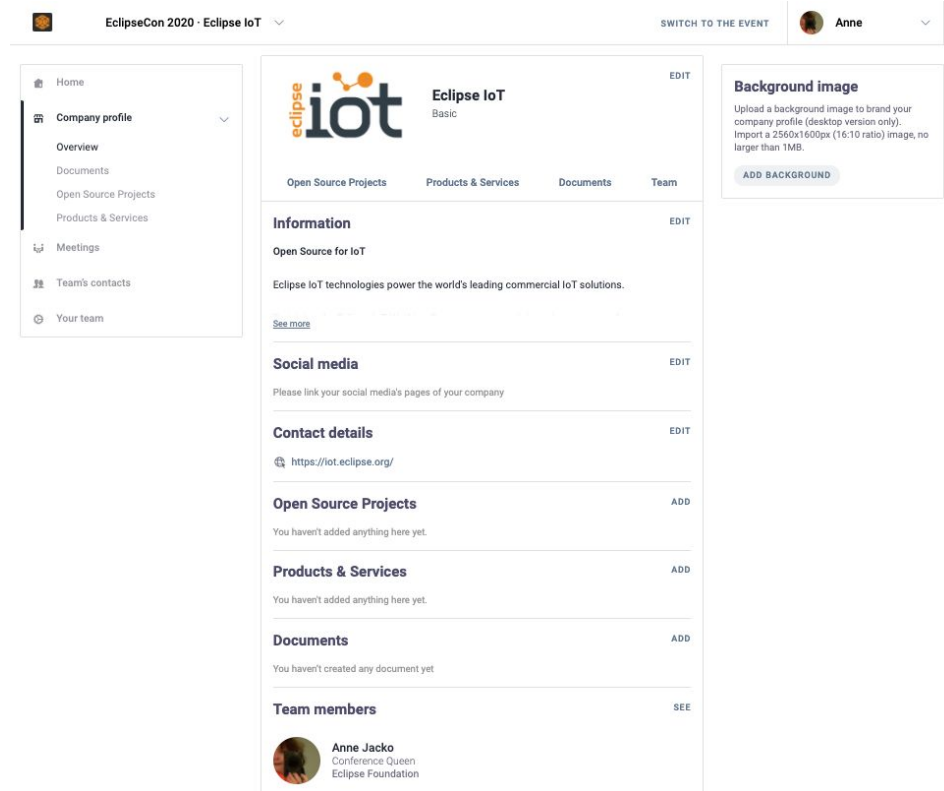 EclipseCon 2020 · Eclipse IoT
SWITCH TO THE EVENT
Anne
Home
Company profile
Overview
Documents
Open Source Projects
Products & Services
Meetings
Team's contacts
Your team
eclipse
iot
Eclipse IoT
Basic
EDIT
Open Source Projects
Products & Services
Documents
Team
Information
EDIT
Open Source for IoT
Eclipse IoT technologies power the world's leading commercial IoT solutions.
See more
Social media
EDIT
Please link your social media's pages of your company
Contact details
EDIT
https://iot.eclipse.org/
Open Source Projects
ADD
You haven't added anything here yet.
Products & Services
ADD
You haven't added anything here yet.
Documents
ADD
You haven't created any document yet
Team members
SEE
Anne Jacko
Conference Queen
Eclipse Foundation
Background image
Upload a background image to brand your
company profile (desktop version only).
Import a 2560x1600px (16:10 ratio) image, no
larger than 1MB.
ADD BACKGROUND